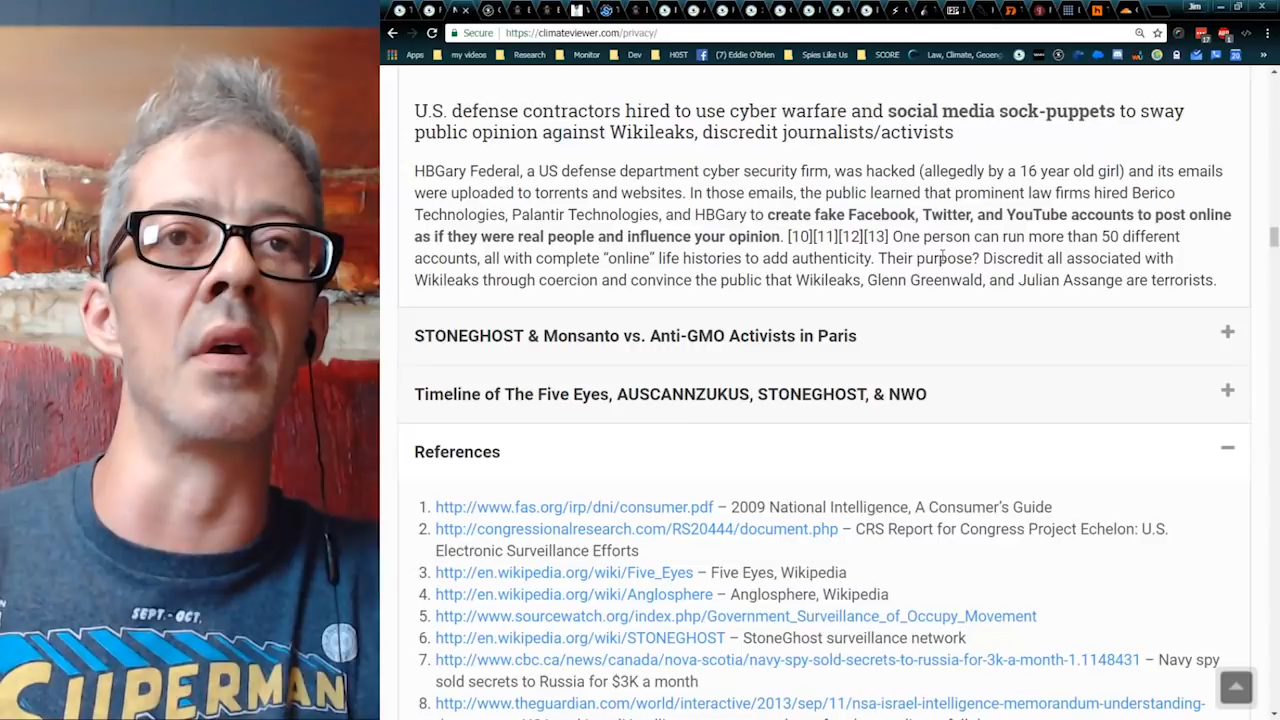 Jim
Secure
https://climateviewer.com/privacy/
Apps
my videos
Research
Monitor
Dev
H0ST
(7) Eddie O'Brien
Spies Like Us
SCORE
Law, Climate, Geoeng
U.S. defense contractors hired to use cyber warfare and social media sock-puppets to sway
public opinion against Wikileaks, discredit journalists/activists
HBGary Federal, a US defense department cyber security firm, was hacked (allegedly by a 16 year old girl) and its emails
were uploaded to torrents and websites. In those emails, the public learned that prominent law firms hired Berico
Technologies, Palantir Technologies, and HBGary to create fake Facebook, Twitter, and YouTube accounts to post online
as if they were real people and influence your opinion. [10][11][12][13] One person can run more than 50 different
accounts, all with complete “online” life histories to add authenticity. Their purpose? Discredit all associated with
Wikileaks through coercion and convince the public that Wikileaks, Glenn Greenwald, and Julian Assange are terrorists.
STONEGHOST & Monsanto vs. Anti-GMO Activists in Paris
Timeline of The Five Eyes, AUSCANNZUKUS, STONEGHOST, & NWO
References
1. http://www.fas.org/irp/dni/consumer.pdf – 2009 National Intelligence, A Consumer’s Guide
2. http://congressionalresearch.com/RS20444/document.php – CRS Report for Congress Project Echelon: U.S.
Electronic Surveillance Efforts
3. http://en.wikipedia.org/wiki/Five_Eyes – Five Eyes, Wikipedia
4. http://en.wikipedia.org/wiki/Anglosphere – Anglosphere, Wikipedia
5. http://www.sourcewatch.org/index.php/Government_Surveillance_of_Occupy_Movement
6. http://en.wikipedia.org/wiki/STONEGHOST – StoneGhost surveillance network
7. http://www.cbc.ca/news/canada/nova-scotia/navy-spy-sold-secrets-to-russia-for-3k-a-month-1.1148431 – Navy spy
sold secrets to Russia for $3K a month
8. http://www.theguardian.com/world/interactive/2013/sep/11/nsa-israel-intelligence-memorandum-understanding-
SEPT.-OCT.
SUPERMAN